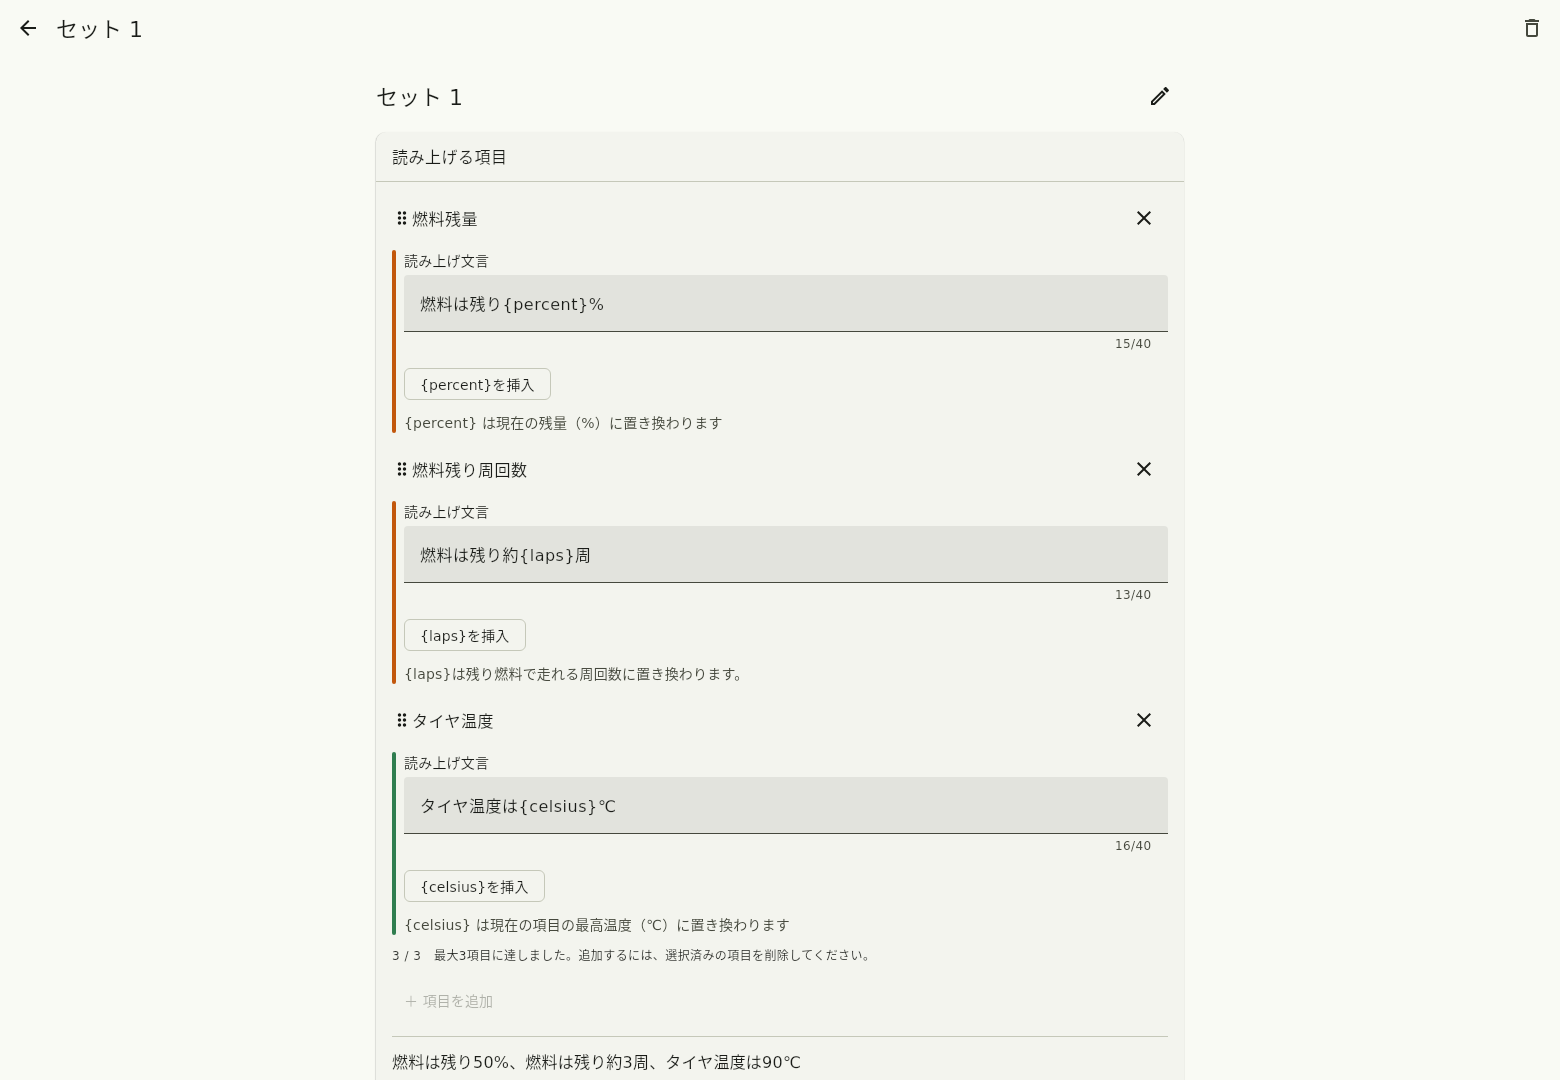 セット 1
セット 1
読み上げる項目
燃料残量
読み上げ文言
燃料は残り{percent}%
15/40
{percent}を挿入
{percent} は現在の残量（%）に置き換わります
燃料残り周回数
読み上げ文言
燃料は残り約{laps}周
13/40
{laps}を挿入
{laps}は残り燃料で走れる周回数に置き換わります。
タイヤ温度
読み上げ文言
タイヤ温度は{celsius}℃
16/40
{celsius}を挿入
{celsius} は現在の項目の最高温度（℃）に置き換わります
3 / 3　最大3項目に達しました。追加するには、選択済みの項目を削除してください。
＋ 項目を追加
燃料は残り50%、燃料は残り約3周、タイヤ温度は90℃